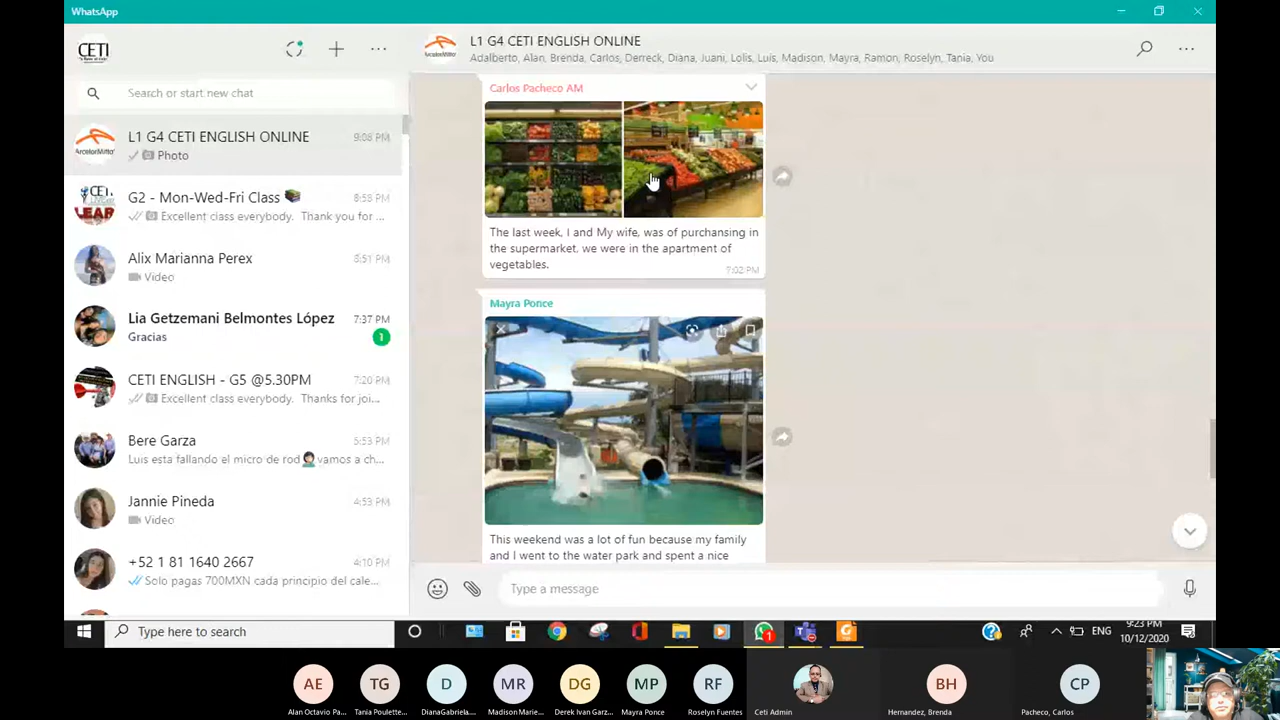 WhatsApp
CETI
Search or start new chat
L1 G4 CETI ENGLISH ONLINE
9:08 PM
Photo
G2 - Mon-Wed-Fri Class
8:58 PM
Excellent class everybody. Thank you for ...
Alix Marianna Perex
8:51 PM
Video
Lia Getzemani Belmontes López
7:37 PM
Gracias
1
CETI ENGLISH - G5 @5.30PM
7:20 PM
Excellent class everybody. Thanks for joi...
Bere Garza
5:53 PM
Luis esta fallando el micro de rod vamos a ch...
Jannie Pineda
4:53 PM
Video
+52 1 81 1640 2667
4:10 PM
Solo pagas 700MXN cada principio del cale...
L1 G4 CETI ENGLISH ONLINE
Adalberto, Alan, Brenda, Carlos, Derreck, Diana, Juani, Lolis, Luis, Madison, Mayra, Ramon, Roselyn, Tania, You
Carlos Pacheco AM
The last week, I and My wife, was of purchansing in
the supermarket, we were in the apartment of
vegetables.
7:02 PM
Mayra Ponce
This weekend was a lot of fun because my family
and I went to the water park and spent a nice
Type a message
Type here to search
ENG
9:23 PM
10/12/2020
AE
TG
D
MR
DG
MP
RF
BH
CP
Alan Octavio Pa...
Tania Poulette...
DianaGabriela...
Madison Marie...
Derek Ivan Garz...
Mayra Ponce
Roselyn Fuentes
Ceti Admin
Hernandez, Brenda
Pacheco, Carlos